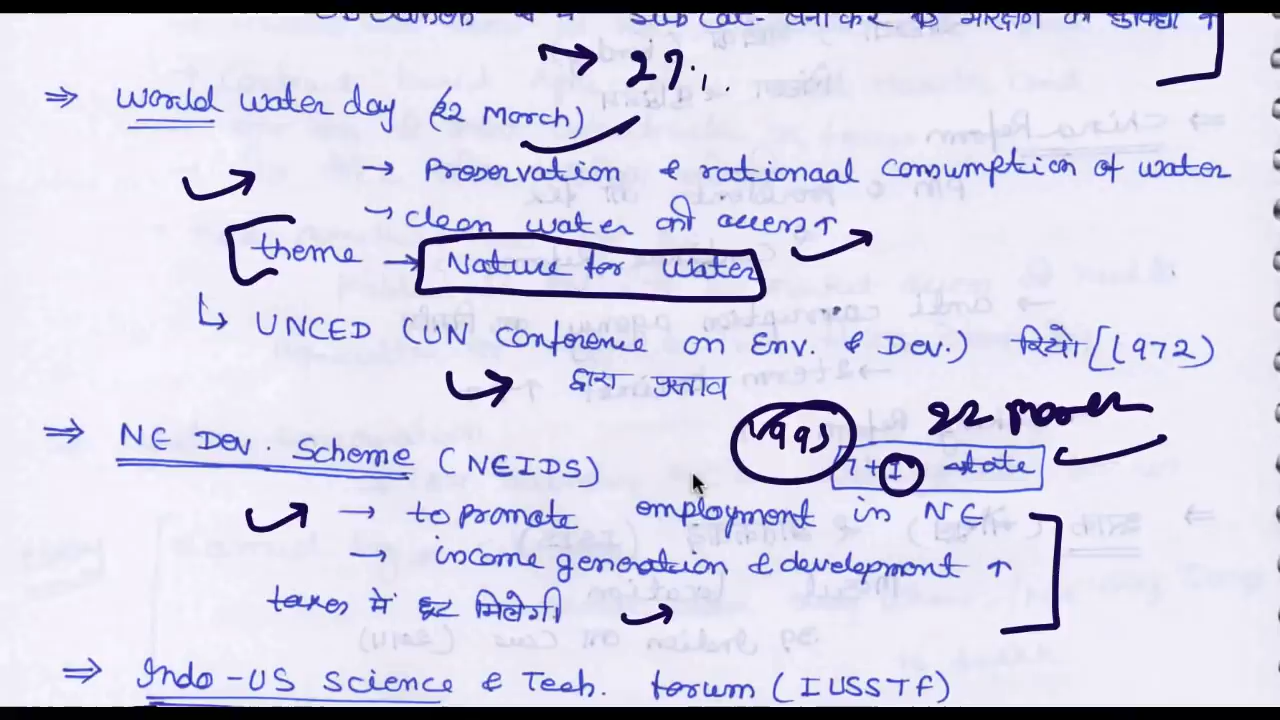 → 27%
⇒ World water day (22 March)
→ Preservation & rationaal consumption of water
→ clean water की access ↑
theme → Nature for Water
↳ UNCED (UN Conference on Env. & Dev.) रियो [1972)
द्वारा प्रस्ताव
1993 22 March
⇒ NE Dev. Scheme (NEIDS) 7+1 state
→ to promote employment in NE
→ income generation & development ↑
taxes में छूट मिलेगी
⇒ Indo-US Science & Tech. forum (IUSSTF)